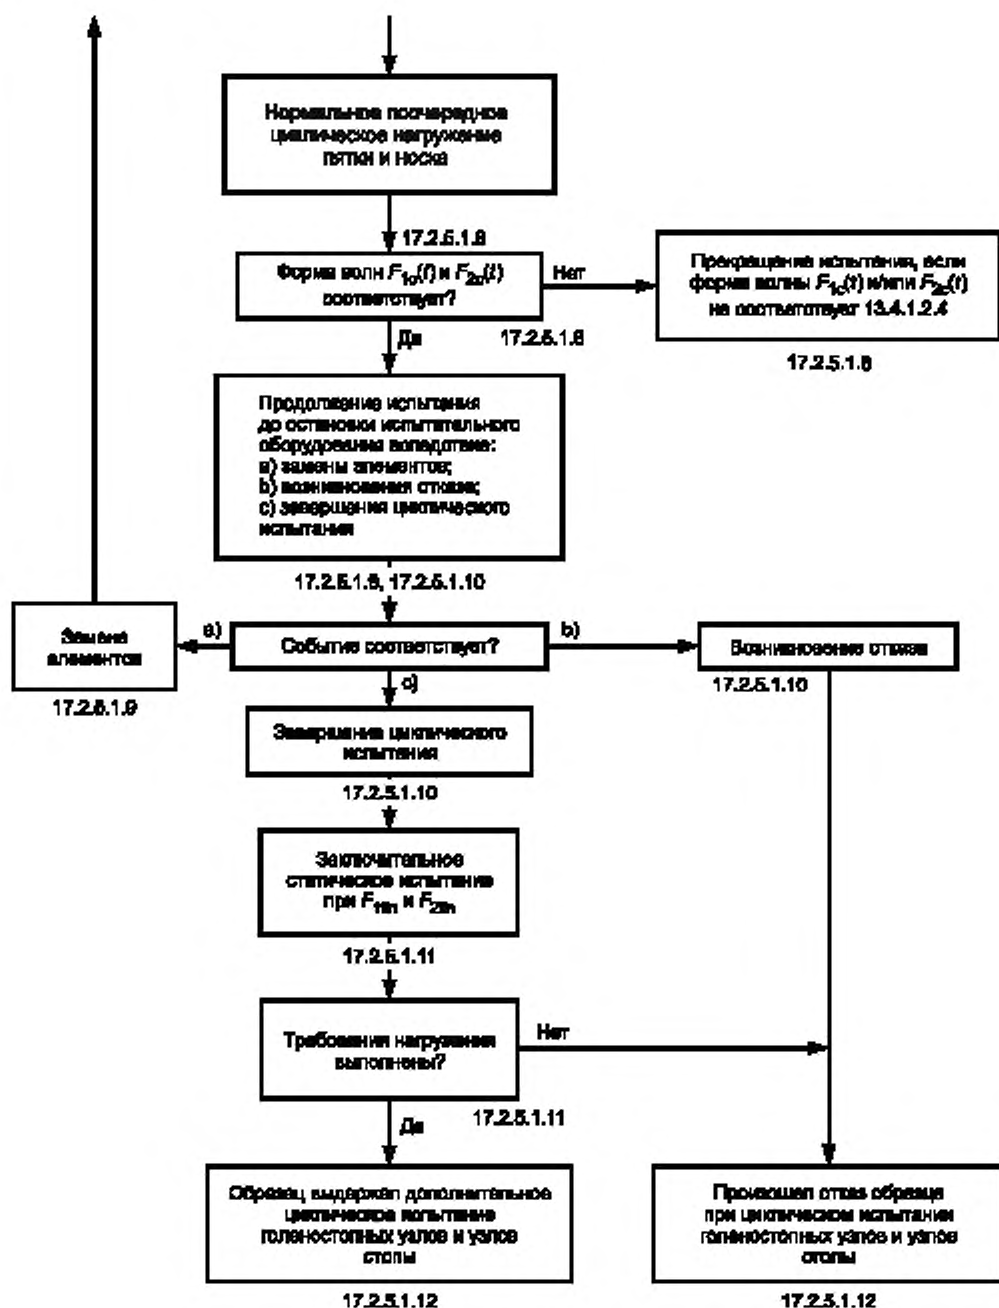 Нормальное поочередное
циклическое нагружение
пятки и носка
17.2.5.1.8
Форма волн F1c(t) и F2c(t)
соответствует?
Нет
Прекращение испытания, если
форма волны F1c(t) и/или F2c(t)
не соответствует 13.4.1.2.4
17.2.5.1.8
17.2.5.1.8
Да
Продолжение испытания
до остановки испытательного
оборудования вследствие:
a) замены элементов;
b) возникновения отказа;
c) завершения циклического
испытания
17.2.5.1.9, 17.2.5.1.10
Замена
элементов
17.2.5.1.9
a)
Событие соответствует?
b)
Возникновение отказа
17.2.5.1.10
c)
Завершение циклического
испытания
17.2.5.1.10
Заключительное
статическое испытание
при F1fin и F2fin
17.2.5.1.11
Требования нагружения
выполнены?
Нет
17.2.5.1.11
Да
Образец выдержал дополнительное
циклическое испытание
голеностопных узлов и узлов
стопы
17.2.5.1.12
Произошел отказ образца
при циклическом испытании
голеностопных узлов и узлов
стопы
17.2.5.1.12